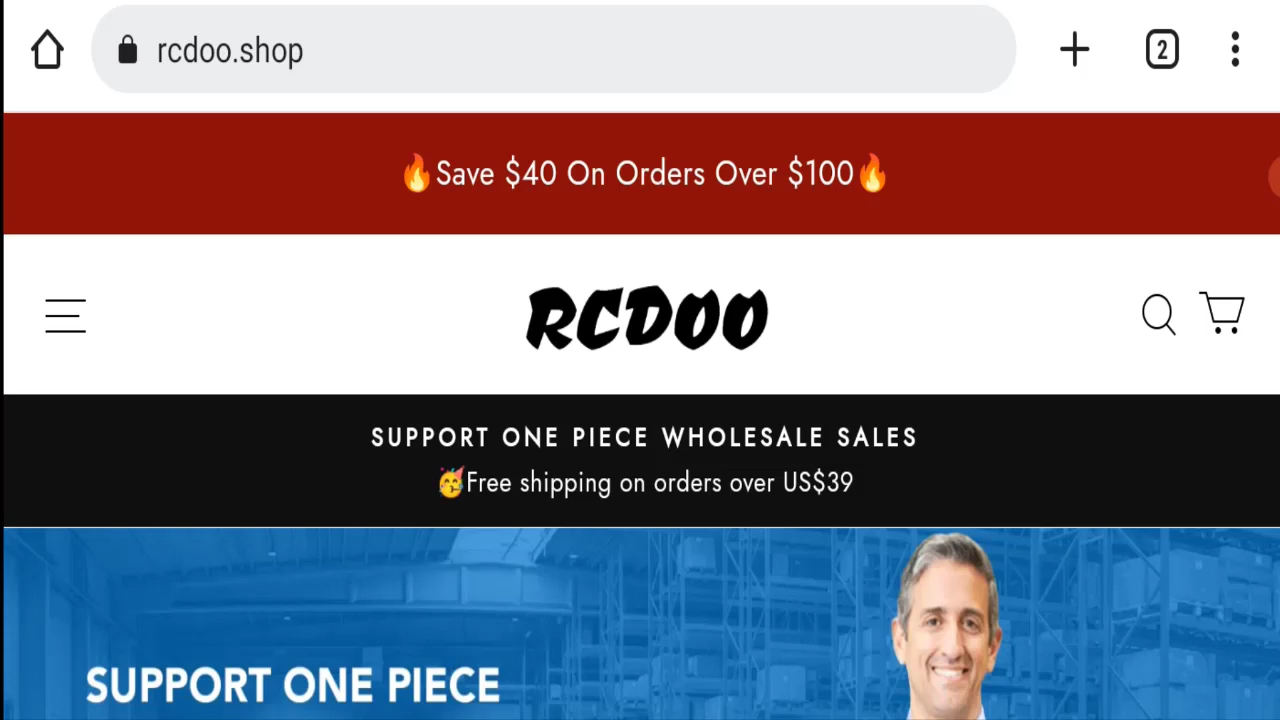 rcdoo.shop
2
🔥Save $40 On Orders Over $100🔥
RCDOO
SUPPORT ONE PIECE WHOLESALE SALES
🥳Free shipping on orders over US$39
SUPPORT ONE PIECE